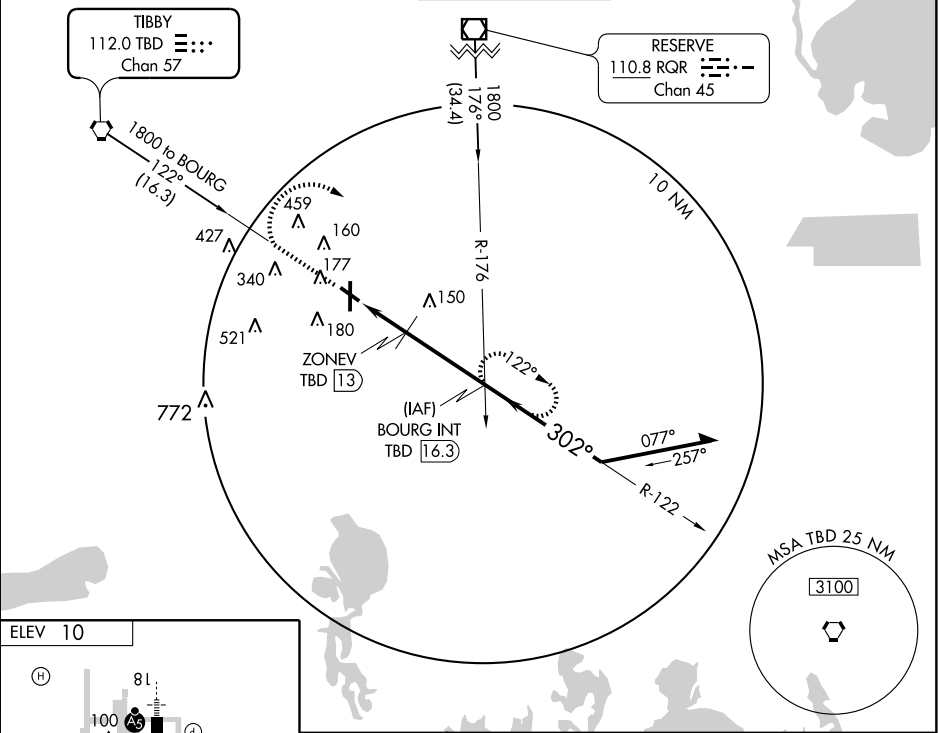 TIBBY
112.0 TBD
Chan 57
RESERVE
110.8 RQR
Chan 45
1800 to BOURG
122°
(16.3)
1800
176°
(34.4)
10 NM
R-176
459
160
427
177
340
150
521
180
772
ZONEV
TBD 13
122°
(IAF)
BOURG INT
TBD 16.3
302°
077°
257°
R-122
MSA TBD 25 NM
3100
ELEV 10
H
18
100
A5
P